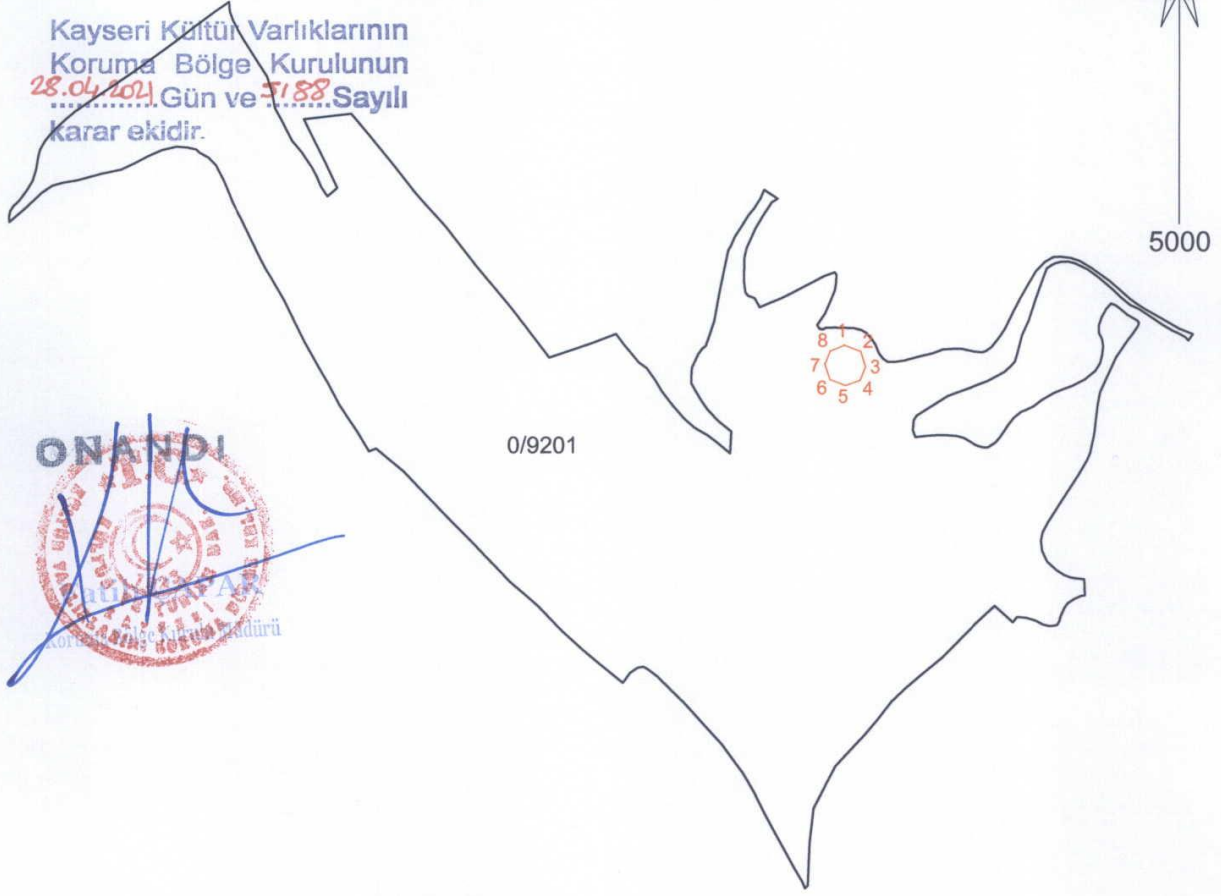 Kayseri Kültür Varlıklarının
Koruma Bölge Kurulunun
28.04.2021 Gün ve 5188 Sayılı
karar ekidir.
5000
1
8 2
7 3
6 4
5
0/9201
ONANDI
T.C.
Koruma Bölge Kurulu Müdürü